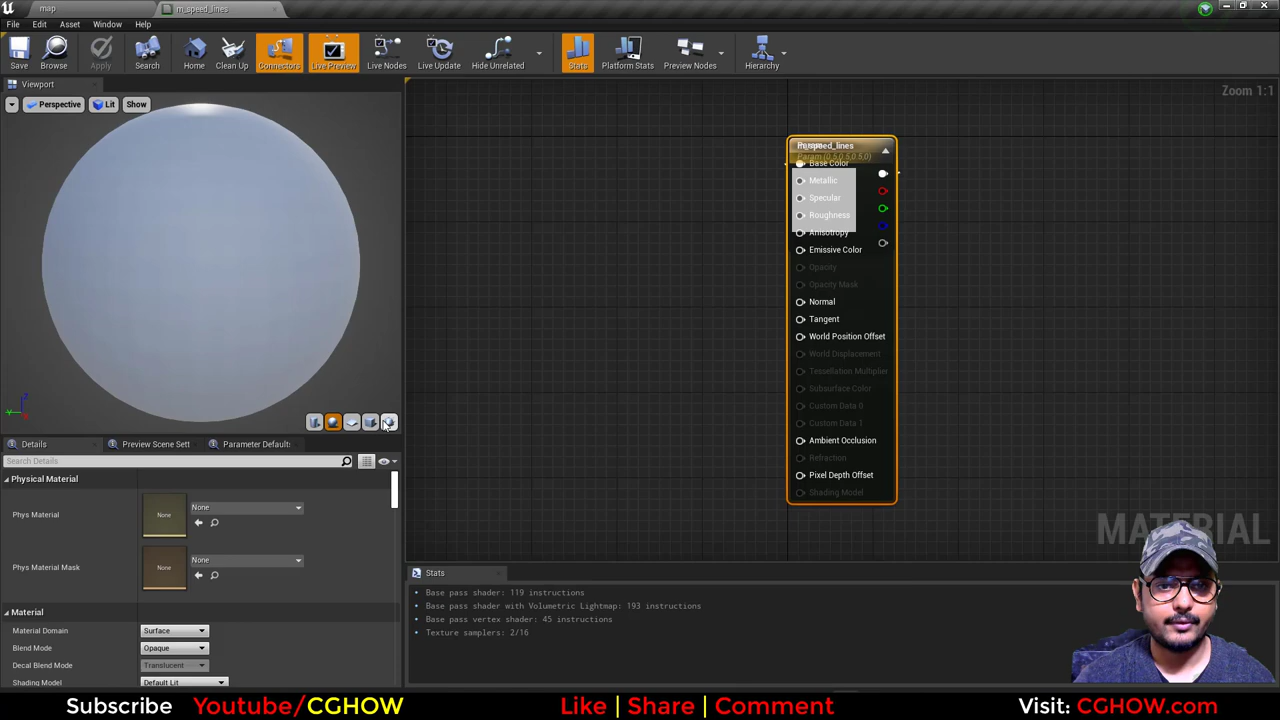 map
m_speed_lines
File Edit Asset Window Help
Save Browse Apply Search Home Clean Up Connectors Live Preview Live Nodes Live Update Hide Unrelated Stats Platform Stats Preview Nodes Hierarchy
Viewport
Perspective Lit Show
Zoom 1:1
m_speed_lines
Param (0.5,0.5,0.5,0)
Base Color
Metallic
Specular
Roughness
Anisotropy
Emissive Color
Opacity
Opacity Mask
Normal
Tangent
World Position Offset
World Displacement
Tessellation Multiplier
Subsurface Color
Custom Data 0
Custom Data 1
Ambient Occlusion
Refraction
Pixel Depth Offset
Shading Model
MATERIAL
Details Preview Scene Sett Parameter Default
Search Details
Physical Material
Phys Material None None
Phys Material Mask None None
Material
Material Domain Surface
Blend Mode Opaque
Decal Blend Mode Translucent
Shading Model Default Lit
Stats
Base pass shader: 119 instructions
Base pass shader with Volumetric Lightmap: 193 instructions
Base pass vertex shader: 45 instructions
Texture samplers: 2/16
Subscribe Youtube/CGHOW Like | Share | Comment Visit: CGHOW.com